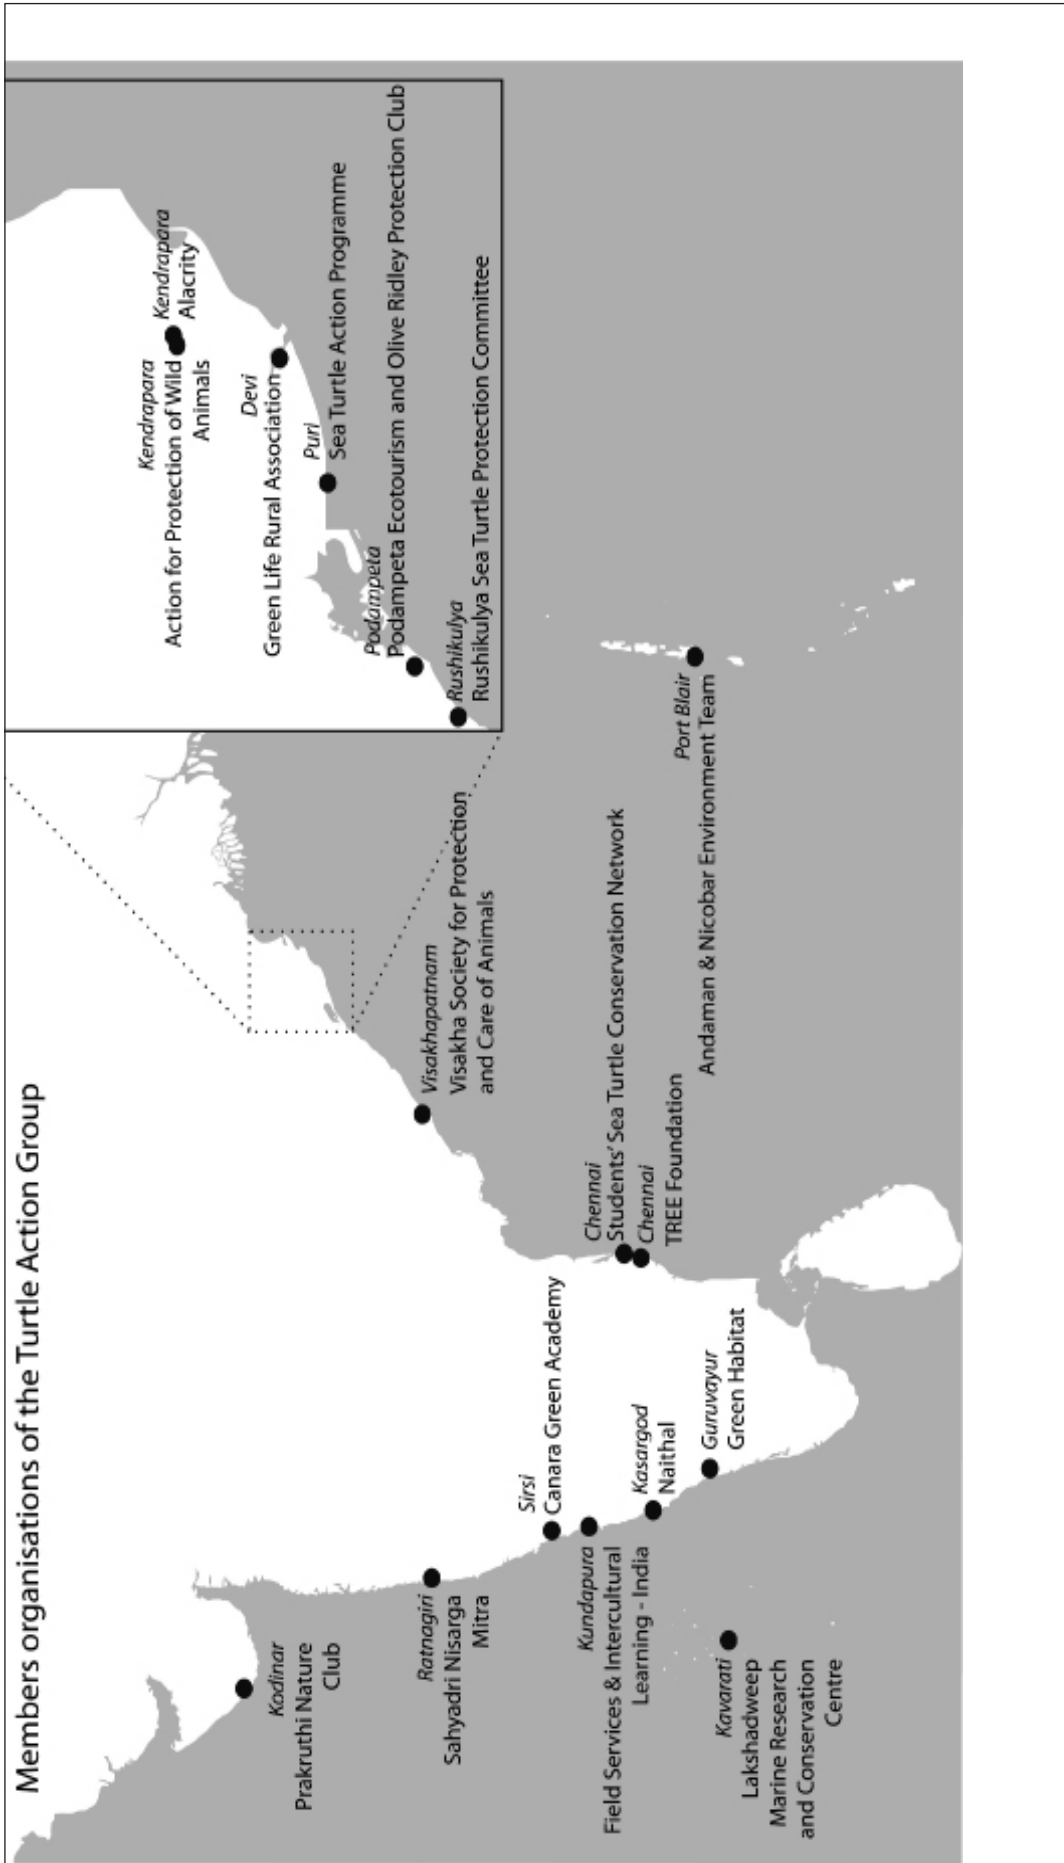 Members organisations of the Turtle Action Group
Kodinar
Prakruthi Nature
Club
Ratnagiri
Sahyadri Nisarga
Mitra
Sirsi
Canara Green Academy
Kundapura
Field Services & Intercultural
Learning - India
Kasargod
Naithal
Guruvayur
Green Habitat
Kavarati
Lakshadweep
Marine Research
and Conservation
Centre
Chennai
Students' Sea Turtle Conservation Network
Chennai
TREE Foundation
Visakhapatnam
Visakha Society for Protection
and Care of Animals
Port Blair
Andaman & Nicobar Environment Team
Kendrapara
Action for Protection of Wild
Animals
Kendrapara
Alacrity
Devi
Green Life Rural Association
Puri
Sea Turtle Action Programme
Podampeta
Podampeta Ecotourism and Olive Ridley Protection Club
Rushikulya
Rushikulya Sea Turtle Protection Committee